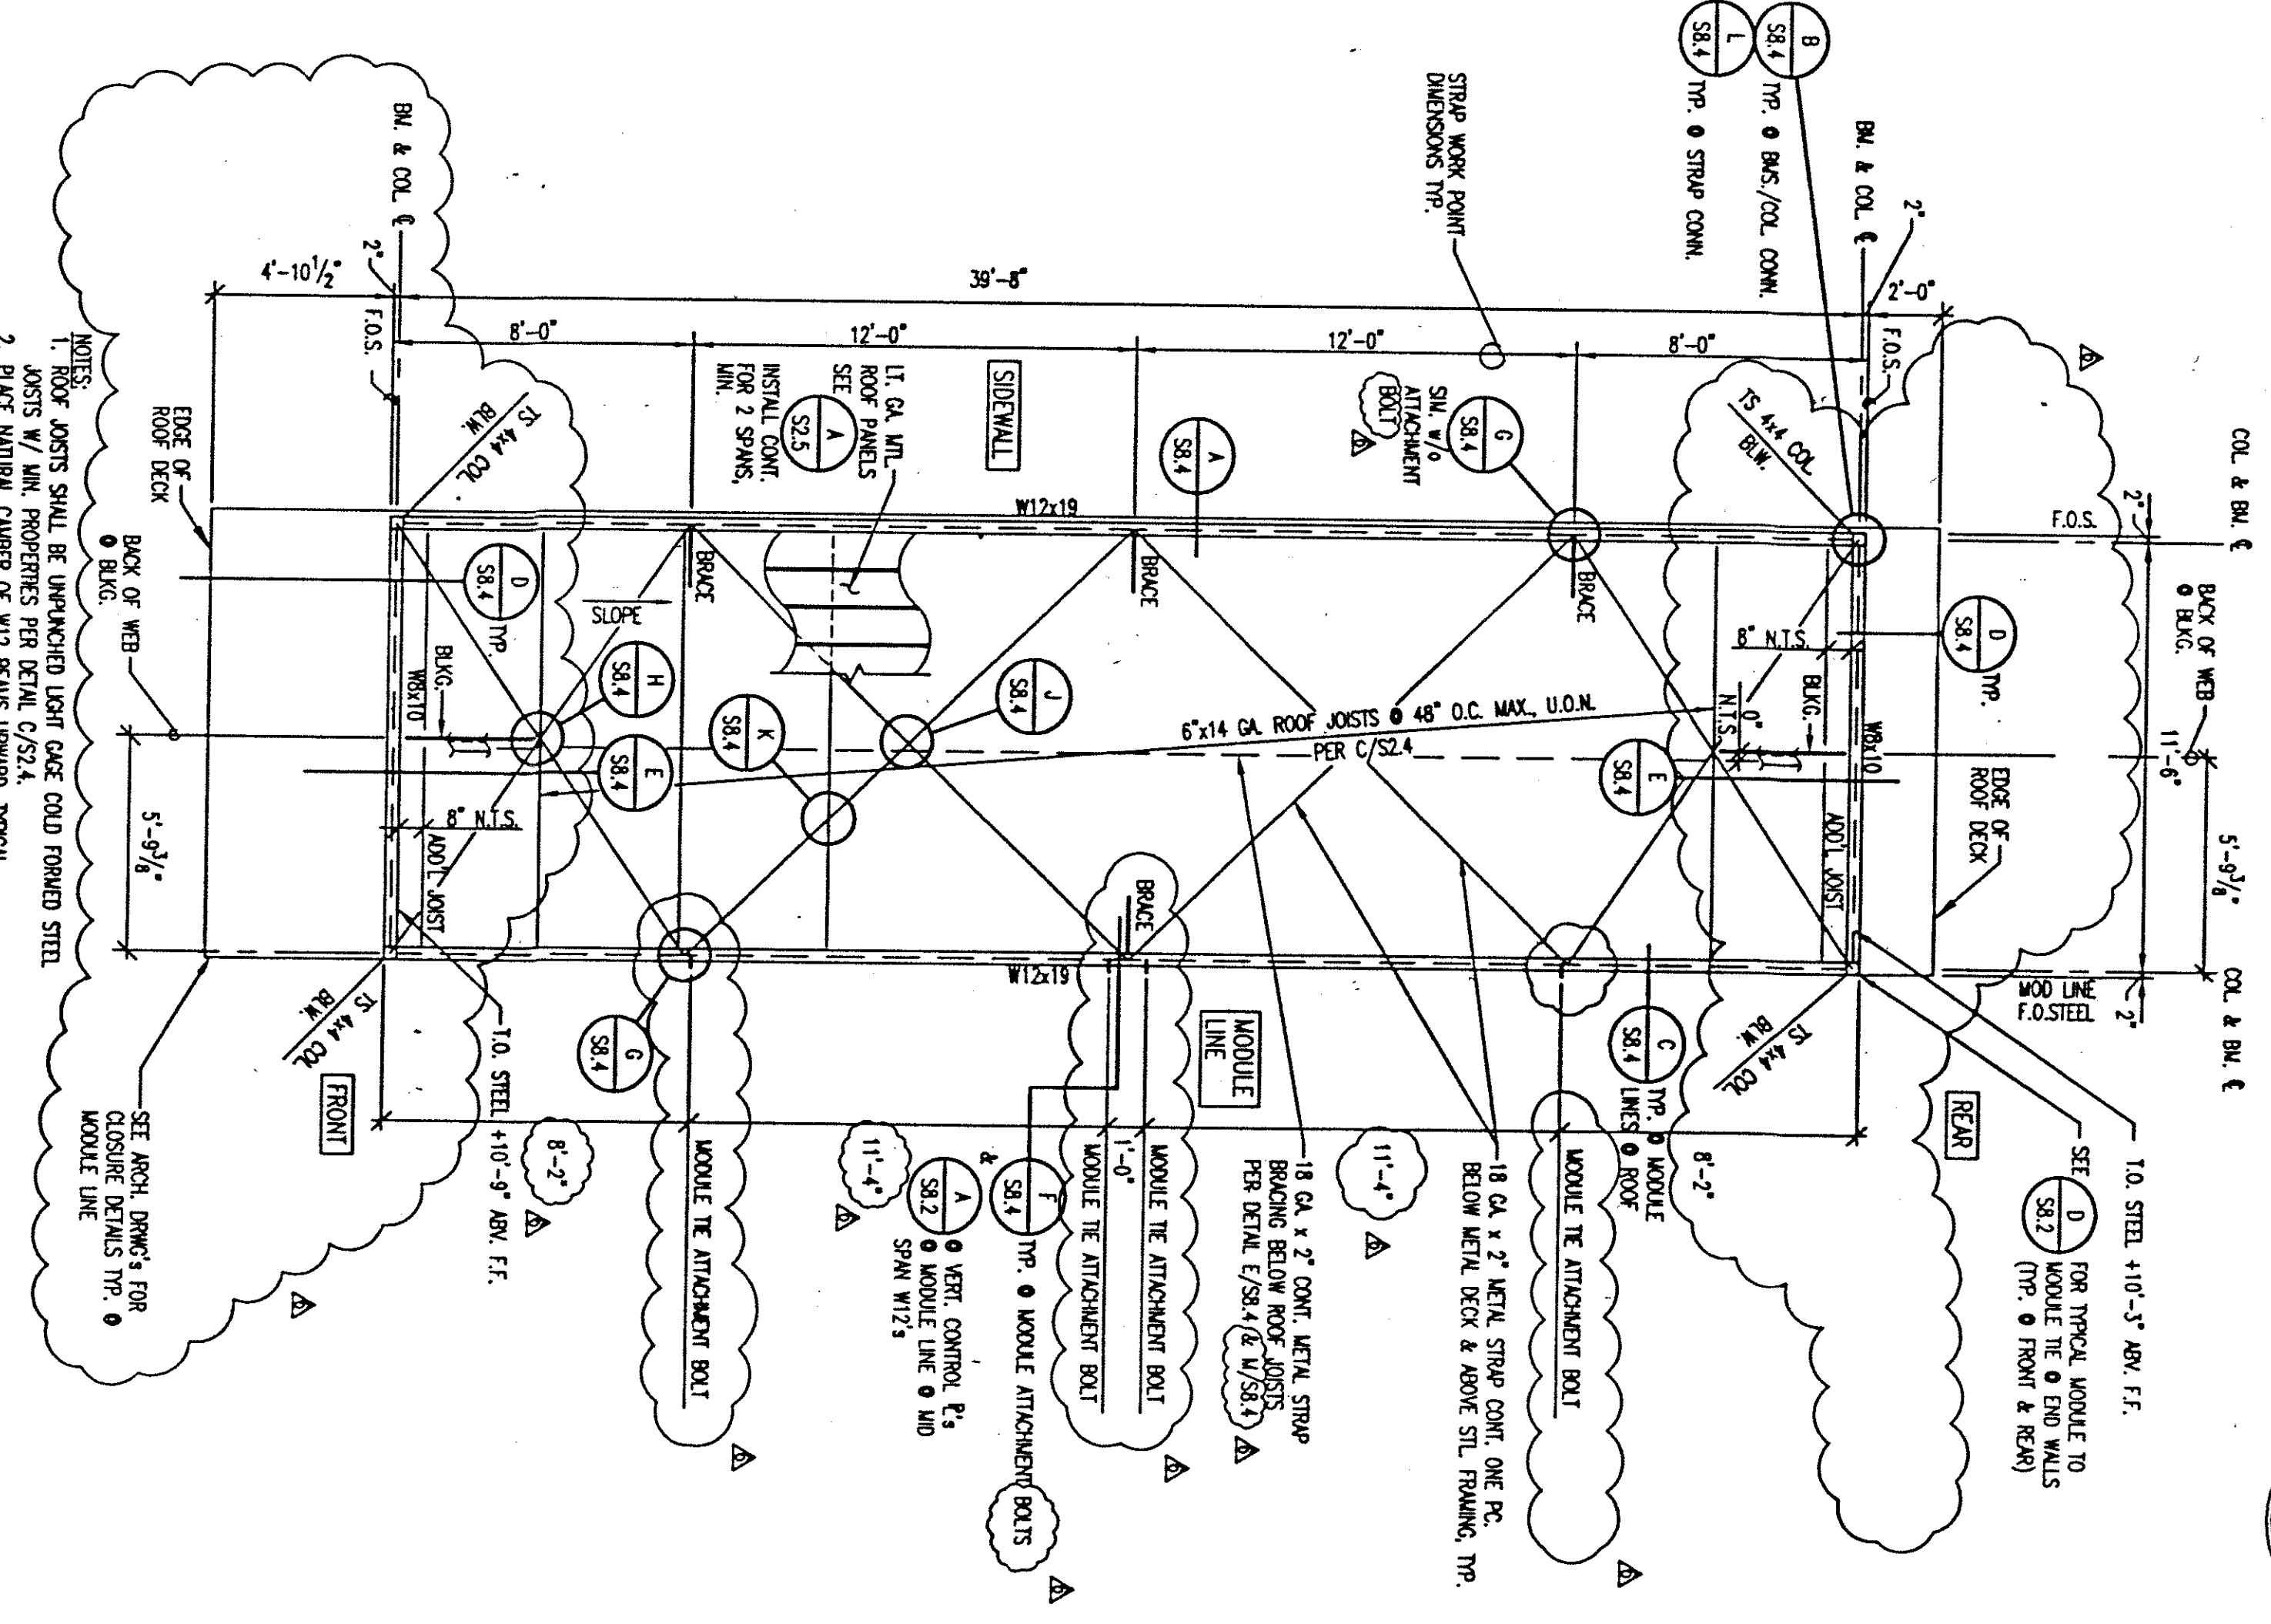 B
S8.4
TYP. @ BMS./COL. CONN.
L
S8.4
TYP. @ STRAP CONN.
BM. & COL. ℄
2"
2'-0"
F.O.S.
STRAP WORK POINT
DIMENSIONS TYP.
BM. & COL. ℄
2"
F.O.S.
4'-10 1/2"
39'-8"
8'-0"
12'-0"
12'-0"
8'-0"
COL. & BM. ℄
2"
F.O.S.
BACK OF WEB
@ BLKG.
11'-6"
5'-9 3/8"
COL. & BM. ℄
2"
MOD LINE
F.O.STEEL
TS 4x4 COL
BLW.
G
S8.4
SIM. W/O
ATTACHMENT
BOLT
A
S8.4
SIDEWALL
LT. GA. MTL.
ROOF PANELS
SEE
A
S2.5
INSTALL CONT.
FOR 2 SPANS,
MIN.
TS 4x4 COL.
BLW.
EDGE OF
ROOF DECK
W12x19
BRACE
BRACE
BRACE
D
S8.4
TYP.
8" N.T.S.
BLKG.
W8x10
0"
N.T.S.
ADD'L JOIST
EDGE OF
ROOF DECK
D
S8.4
TYP.
SLOPE
H
S8.4
BLKG.
W8x10
K
S8.4
J
S8.4
E
S8.4
E
S8.4
6"x14 GA. ROOF JOISTS @ 48" O.C. MAX., U.O.N.
PER C/S2.4
8" N.T.S.
ADD'L JOIST
BACK OF WEB
@ BLKG.
5'-9 3/8"
BRACE
W12x19
TS 4x4 COL
BLW.
TS 4x4 COL
BLW.
G
S8.4
MODULE
LINE
C
S8.4
TYP. @ MODULE
LINES @ ROOF
REAR
FRONT
T.O. STEEL +10'-3" ABV. F.F.
SEE
D
S8.2
FOR TYPICAL MODULE TO
MODULE TIE @ END WALLS
(TYP. @ FRONT & REAR)
8'-2"
MODULE TIE ATTACHMENT BOLT
18 GA. x 2" METAL STRAP CONT. ONE PC.
BELOW METAL DECK & ABOVE STL. FRAMING, TYP.
11'-4"
18 GA. x 2" CONT. METAL STRAP
BRACING BELOW ROOF JOISTS
PER DETAIL E/S8.4 & M/S8.4
1'-0"
MODULE TIE ATTACHMENT BOLT
MODULE TIE ATTACHMENT BOLT
F
S8.4
TYP. @ MODULE ATTACHMENT BOLTS
&
A
S8.2
@ VERT. CONTROL ℄'s
@ MODULE LINE @ MID
SPAN W12's
11'-4"
MODULE TIE ATTACHMENT BOLT
8'-2"
T.O. STEEL +10'-9" ABV. F.F.
SEE ARCH. DRWG's FOR
CLOSURE DETAILS TYP. @
MODULE LINE
NOTES:
1. ROOF JOISTS SHALL BE UNPUNCHED LIGHT GAGE COLD FORMED STEEL
JOISTS W/ MIN. PROPERTIES PER DETAIL C/S2.4.